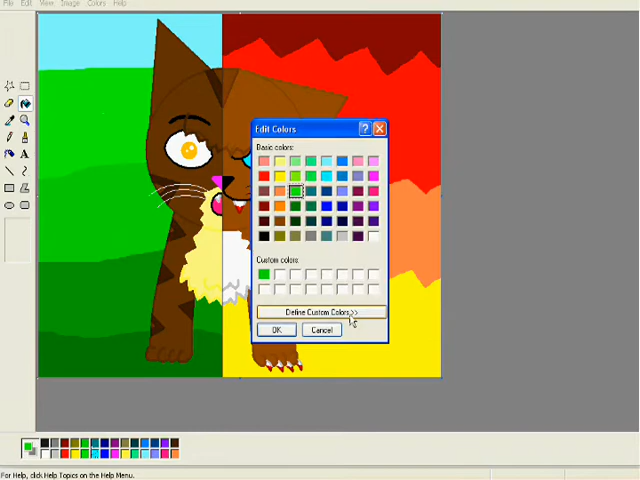 File Edit View Image Colors Help
Edit Colors
Basic colors:
Custom colors:
Define Custom Colors >>
OK Cancel
For Help, click Help Topics on the Help Menu.